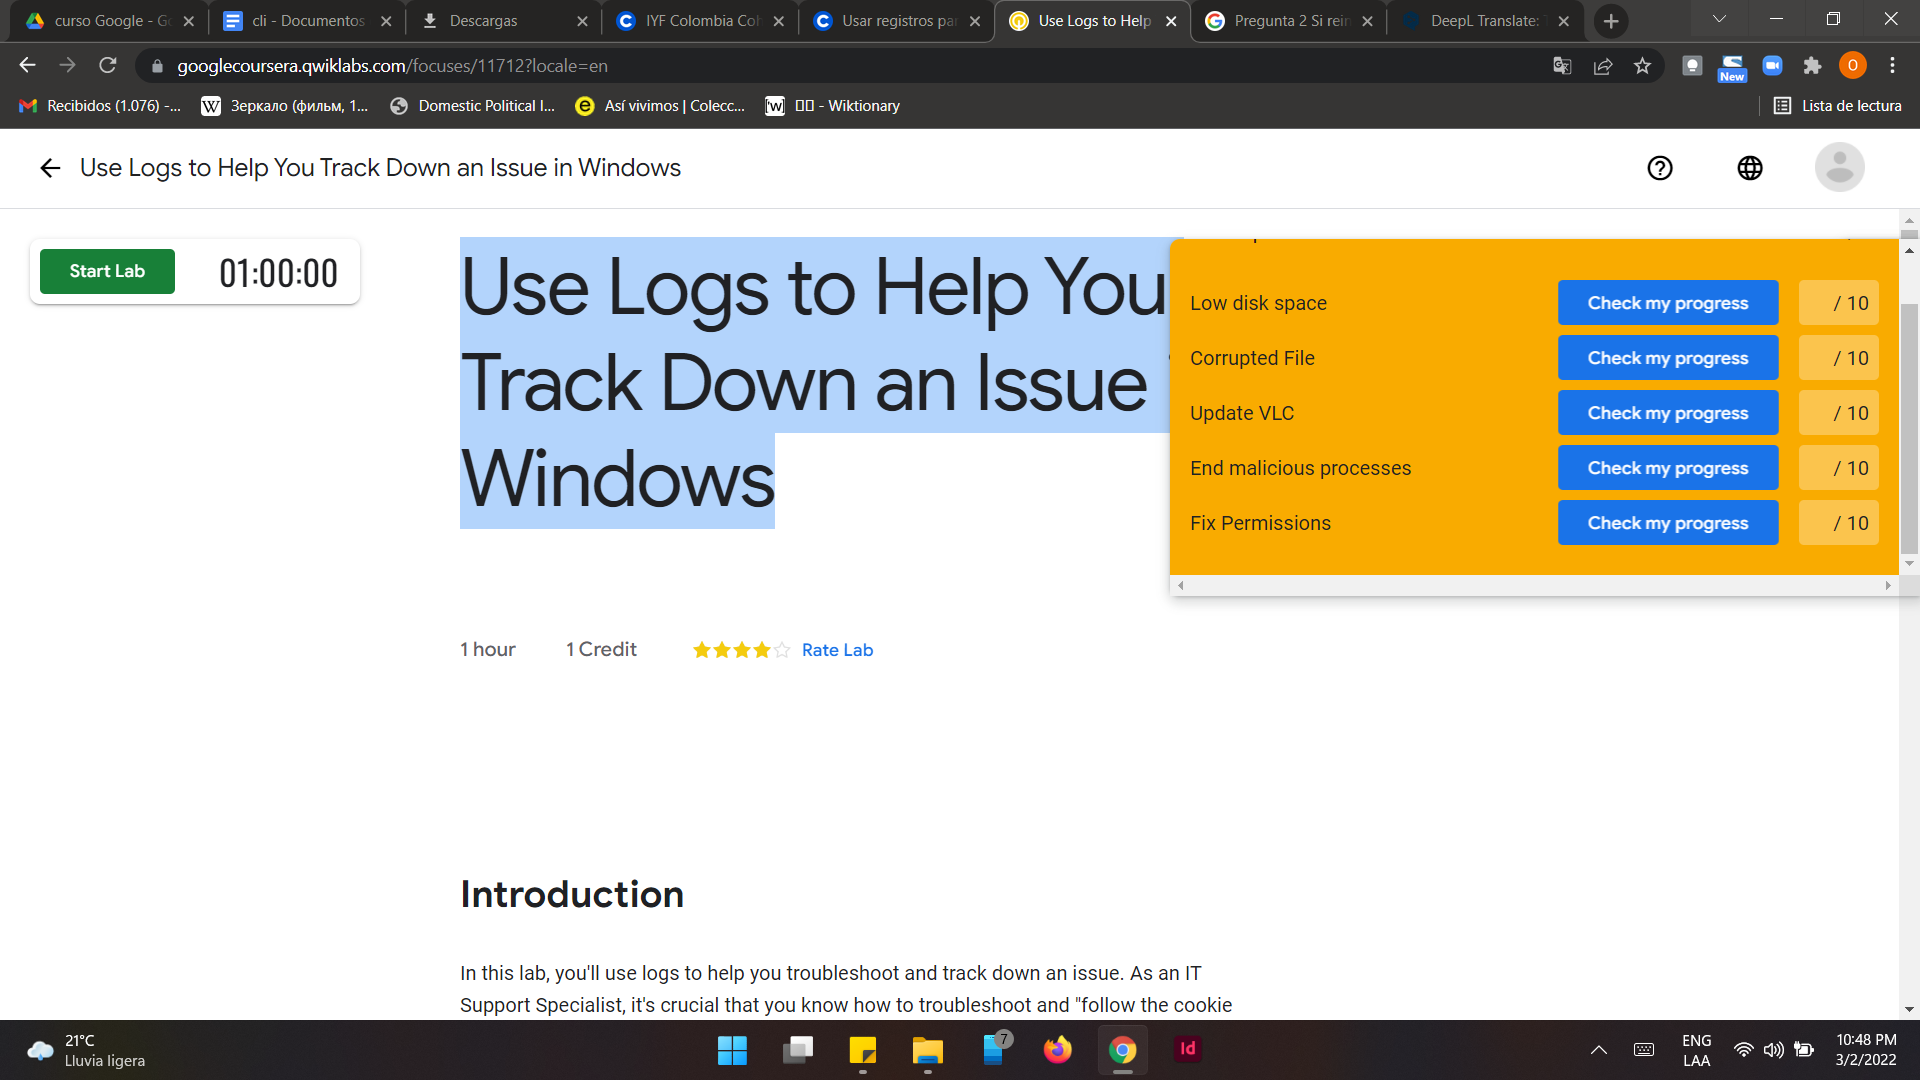 curso Google - Go
cli - Documentos
Descargas
IYF Colombia Coh
Usar registros par
Use Logs to Help
Pregunta 2 Si rein
DeepL Translate: T
googlecoursera.qwiklabs.com/focuses/11712?locale=en
New
O
Recibidos (1.076) -...
Зеркало (фильм, 1...
Domestic Political I...
Así vivimos | Colecc...
- Wiktionary
Lista de lectura
Use Logs to Help You Track Down an Issue in Windows
Start Lab
01:00:00
Use Logs to Help You
Track Down an Issue
Windows
Low disk space
Check my progress
/ 10
Corrupted File
Check my progress
/ 10
Update VLC
Check my progress
/ 10
End malicious processes
Check my progress
/ 10
Fix Permissions
Check my progress
/ 10
1 hour
1 Credit
Rate Lab
Introduction
In this lab, you'll use logs to help you troubleshoot and track down an issue. As an IT
Support Specialist, it's crucial that you know how to troubleshoot and "follow the cookie
21°C
Lluvia ligera
7
Id
ENG
LAA
10:48 PM
3/2/2022